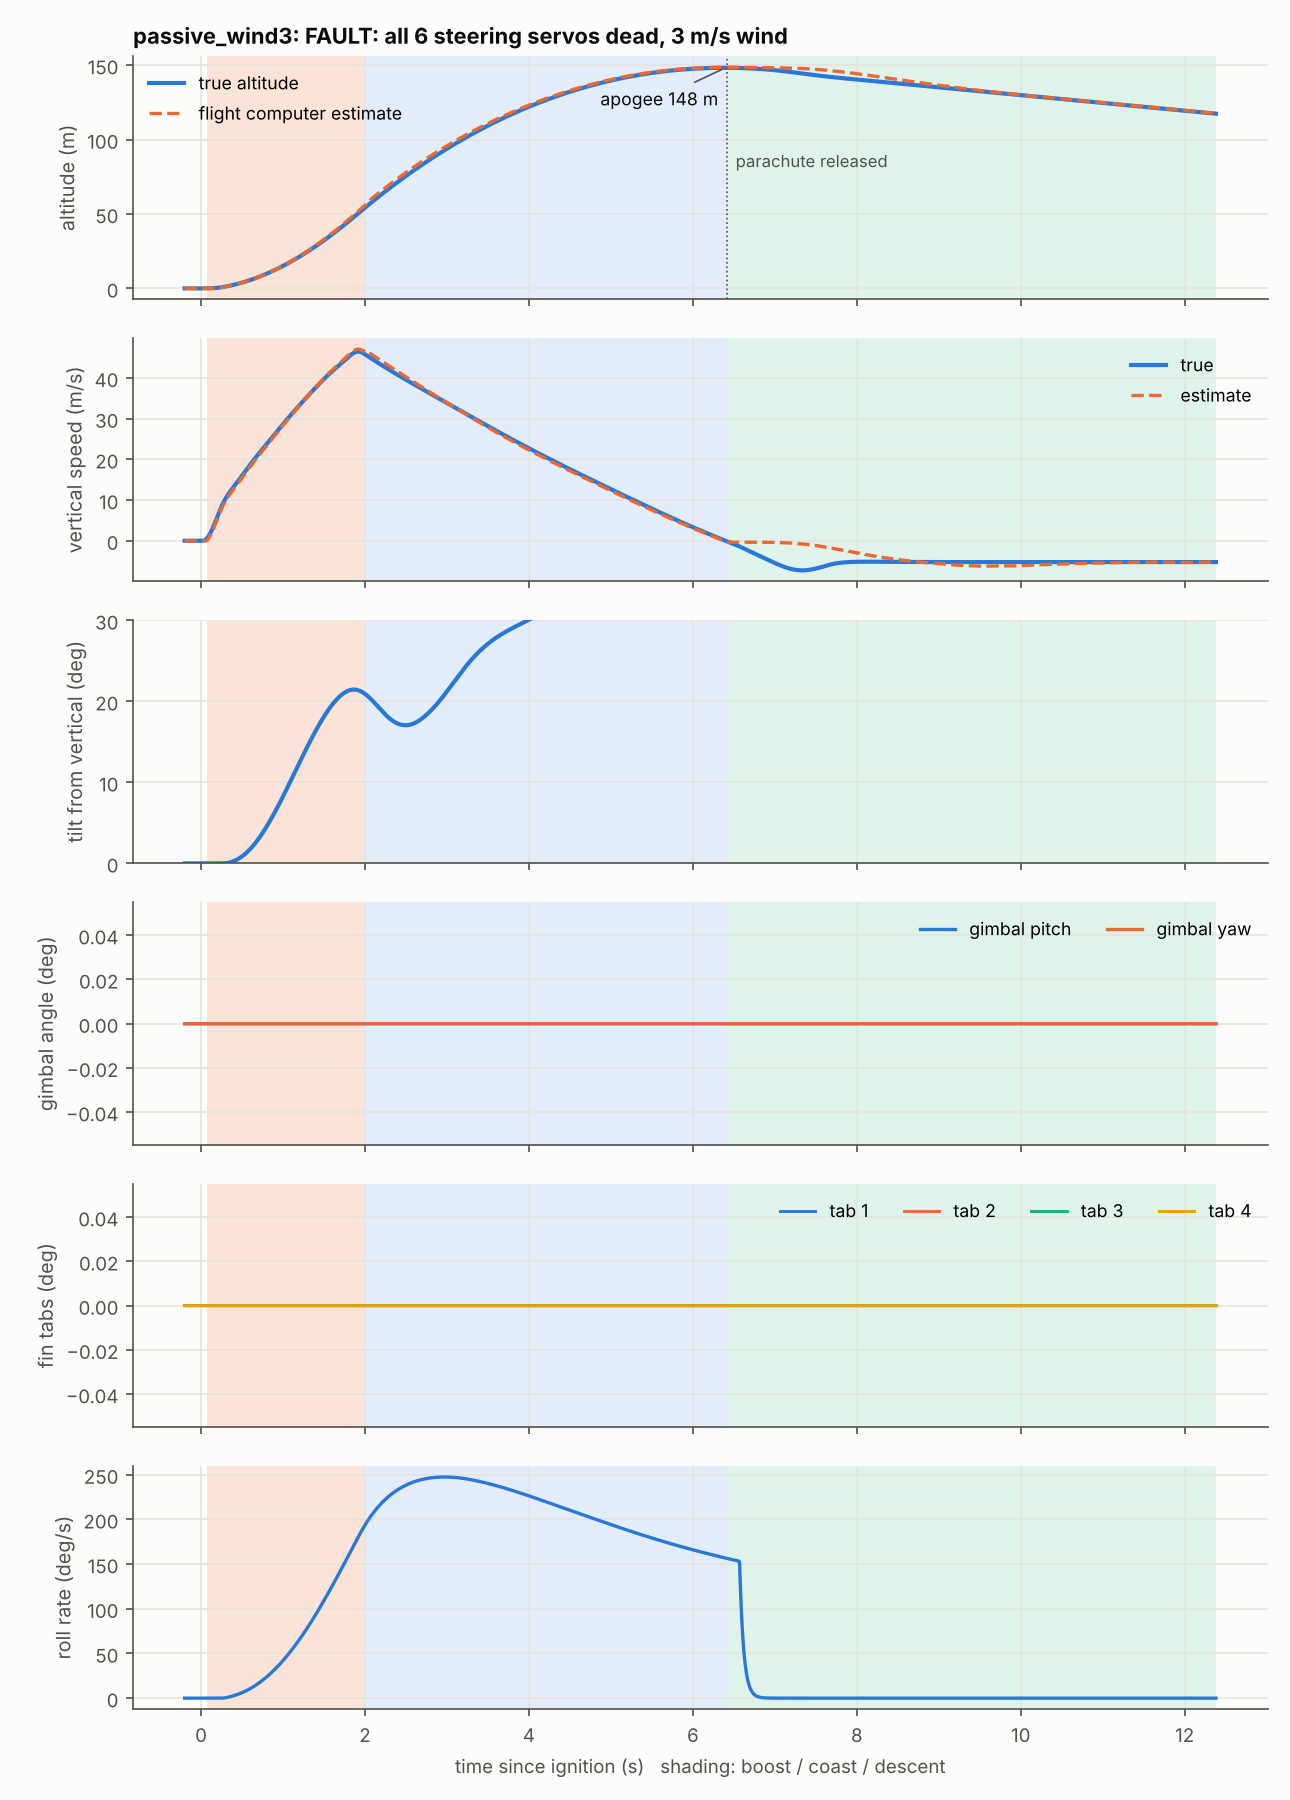 passive_wind3: FAULT: all 6 steering servos dead, 3 m/s wind
altitude (m)
150
100
50
0
true altitude
flight computer estimate
apogee 148 m
parachute released
vertical speed (m/s)
40
30
20
10
0
true
estimate
tilt from vertical (deg)
30
20
10
0
gimbal angle (deg)
0.04
0.02
0.00
−0.02
−0.04
gimbal pitch gimbal yaw
fin tabs (deg)
0.04
0.02
0.00
−0.02
−0.04
tab 1 tab 2 tab 3 tab 4
roll rate (deg/s)
250
200
150
100
50
0
0 2 4 6 8 10 12
time since ignition (s) shading: boost / coast / descent